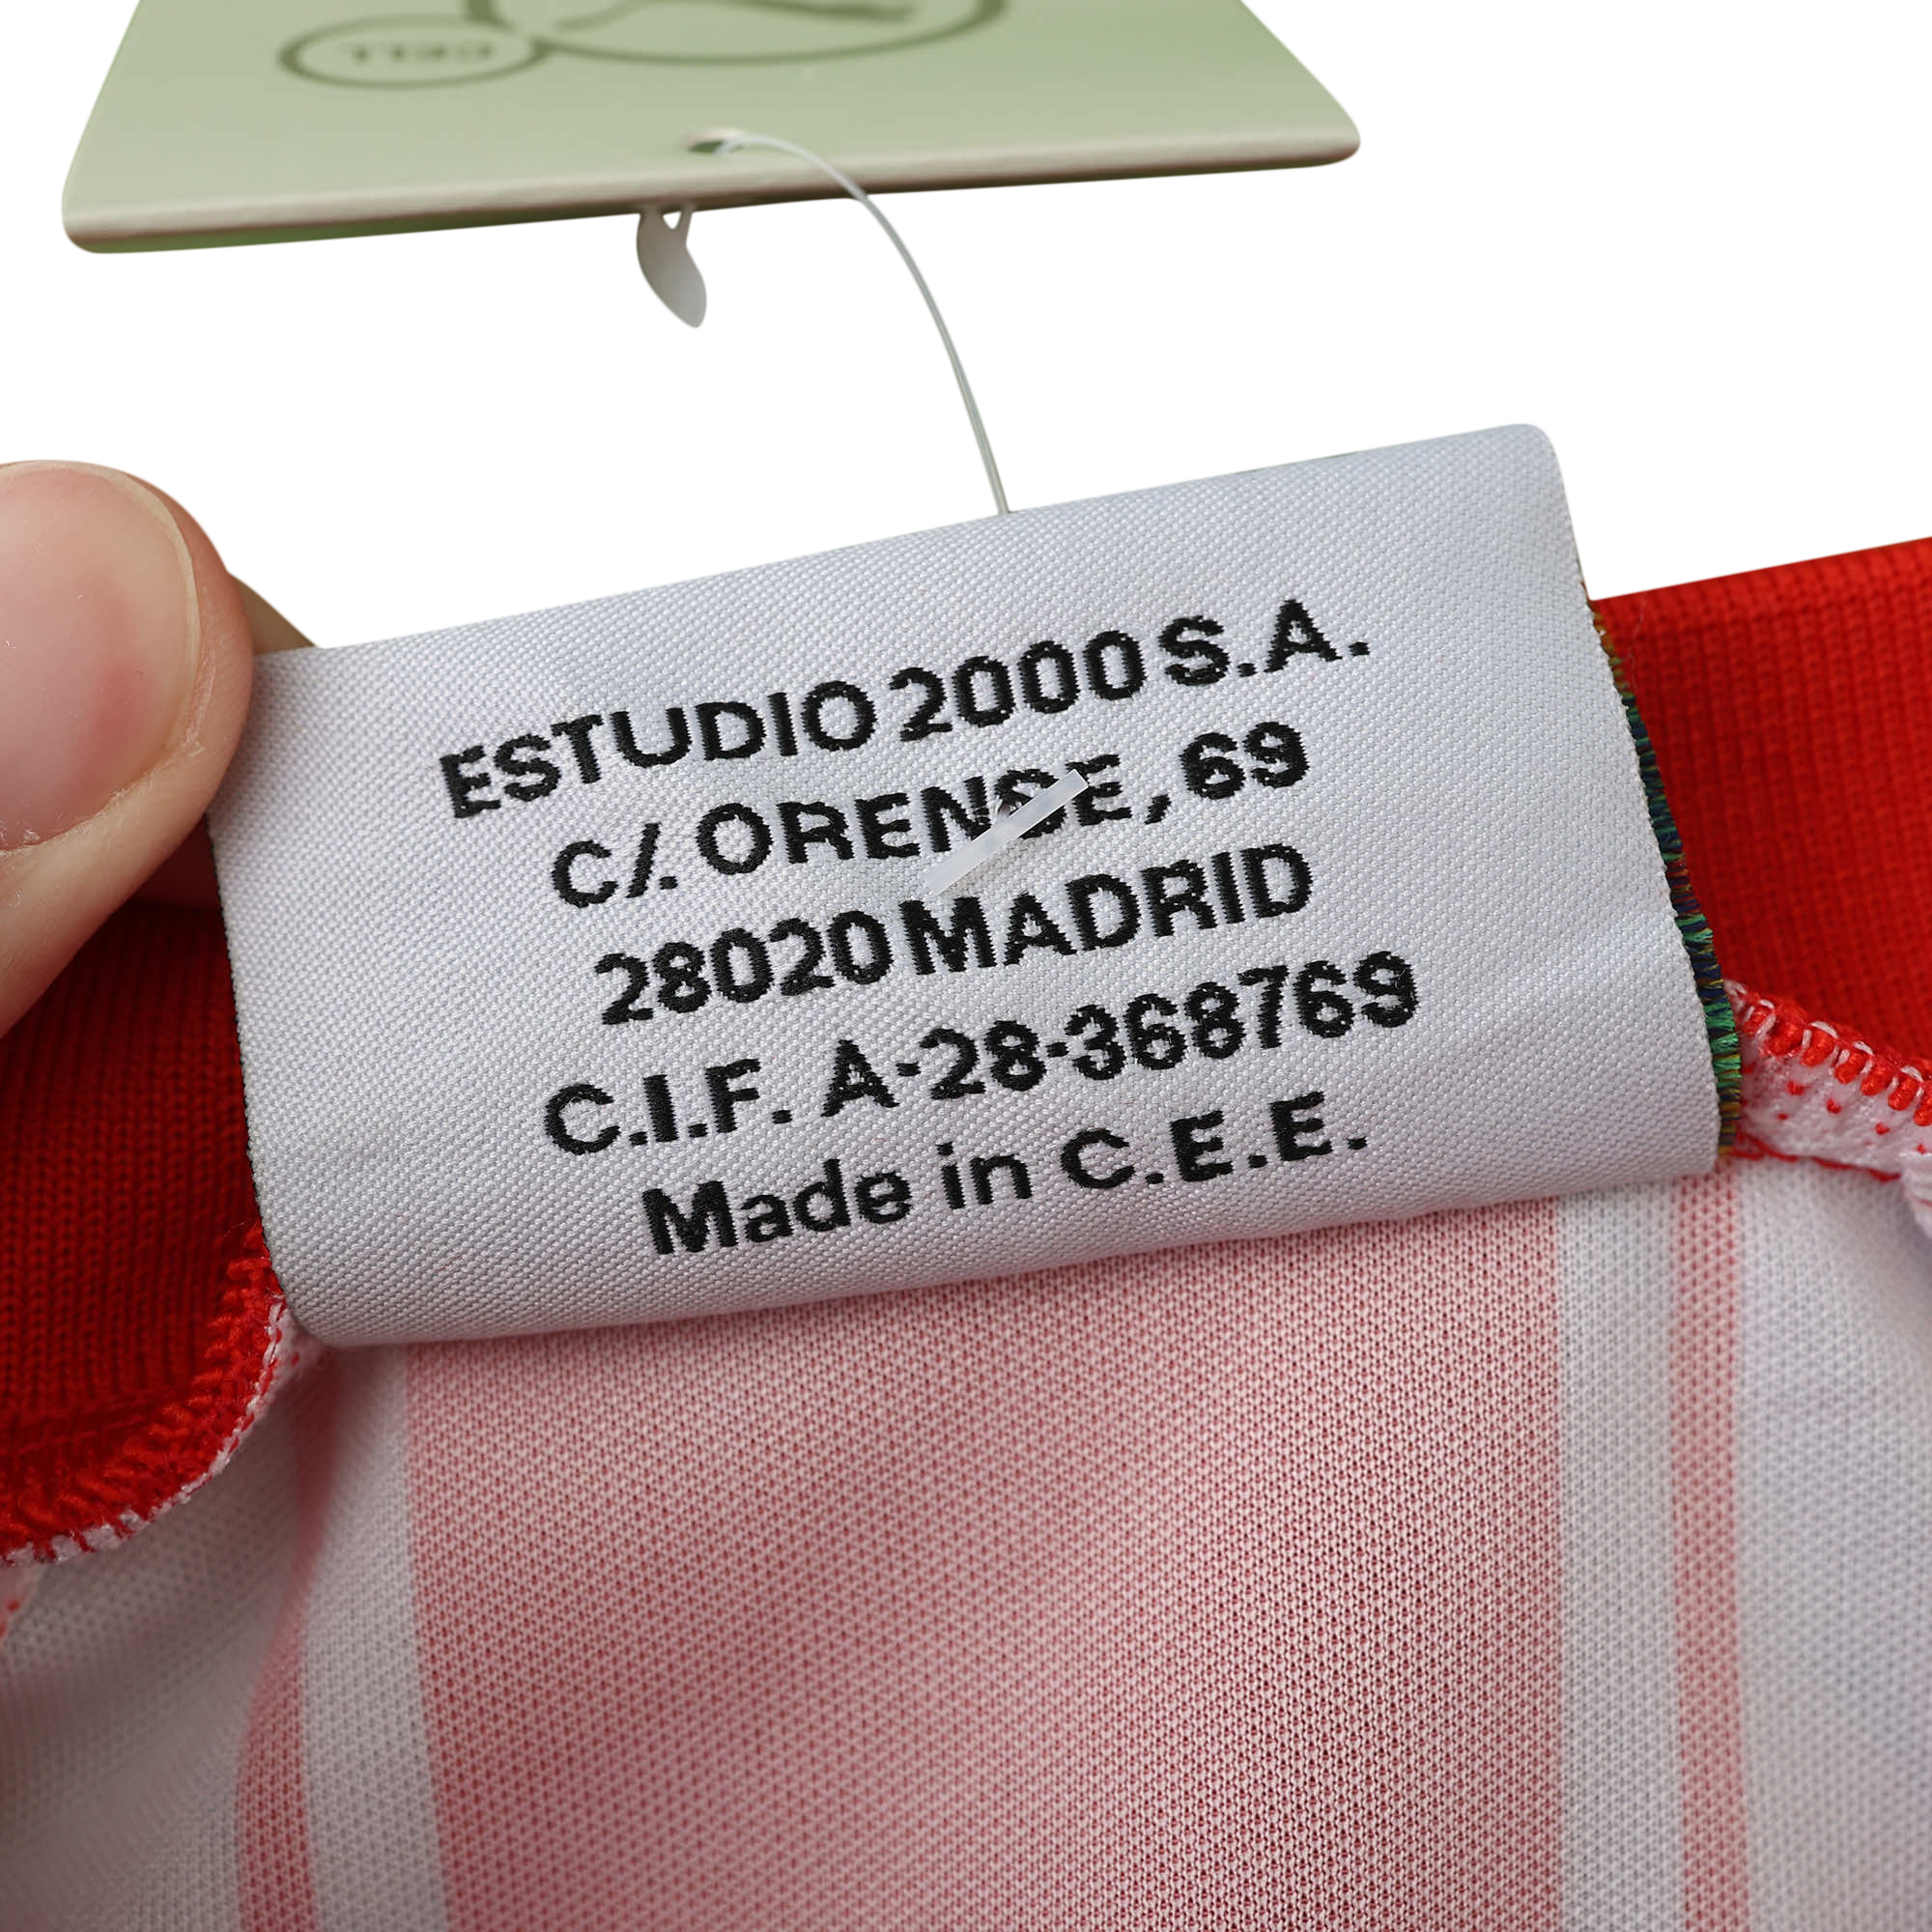 ESTUDIO 2000 S.A.
C/. ORENSE, 69
28020 MADRID
C.I.F. A-28-368769
Made in C.E.E.